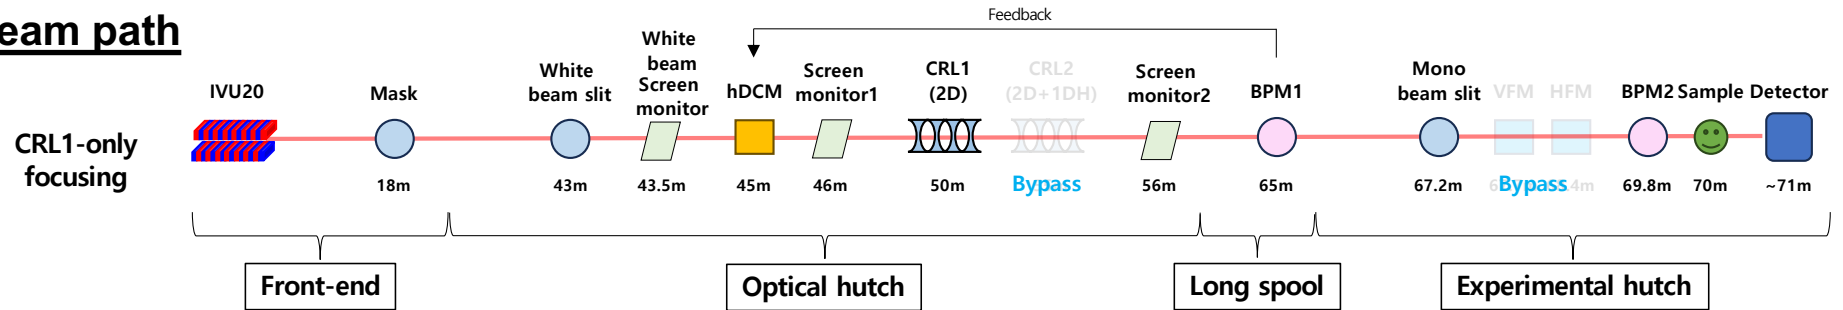 eam path
Feedback
CRL1-only
focusing
IVU20
Mask
White
beam slit
White
beam
Screen
monitor
hDCM
Screen
monitor1
CRL1
(2D)
CRL2
(2D+1DH)
Screen
monitor2
BPM1
Mono
beam slit
VFM
HFM
BPM2
Sample
Detector
18m
43m
43.5m
45m
46m
50m
Bypass
56m
65m
67.2m
Bypass
69.8m
70m
~71m
Front-end
Optical hutch
Long spool
Experimental hutch